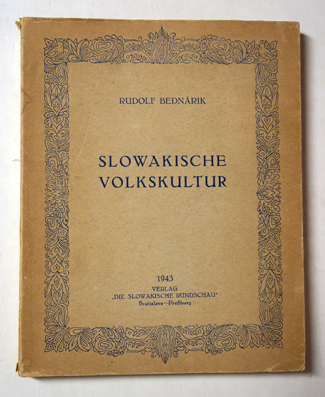 RUDOLF BEDNÁRIK
SLOWAKISCHE
VOLKSKULTUR
1943
VERLAG
„DIE SLOWAKISCHE RUNDSCHAU“
Bratislava—Preßburg